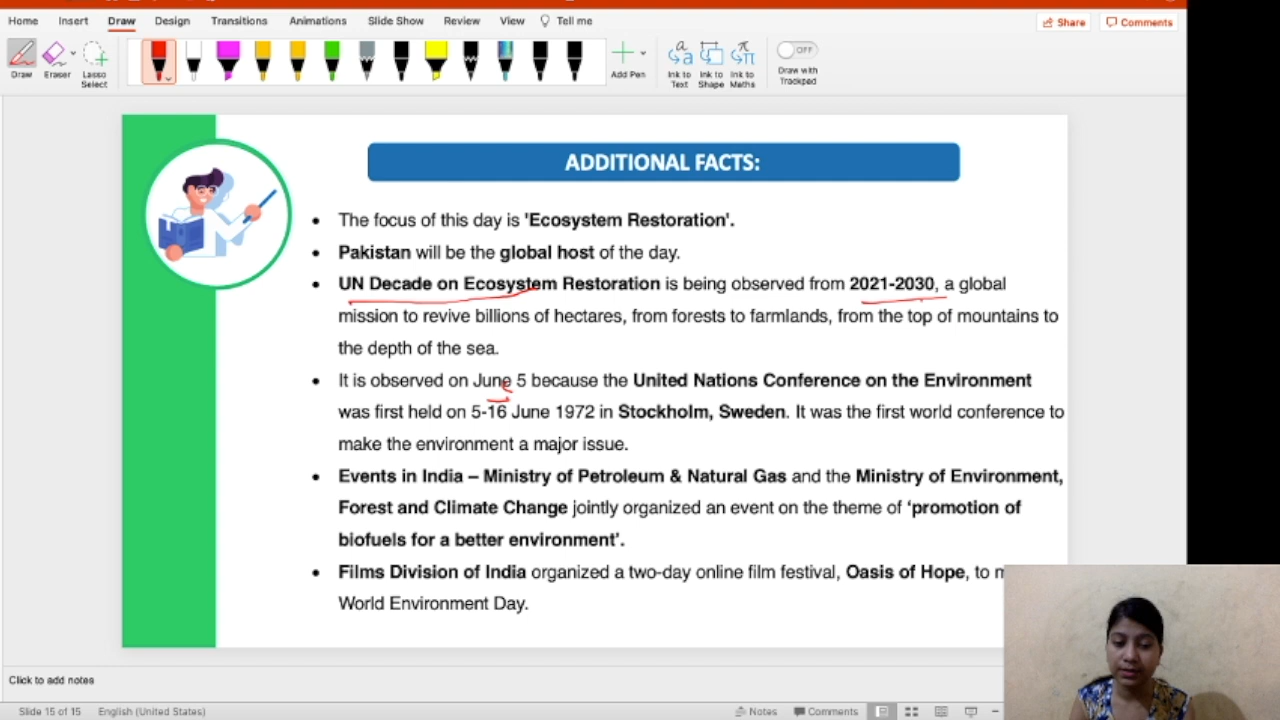 Home Insert Draw Design Transitions Animations Slide Show Review View Tell me Share Comments
OFF
Draw Eraser Lasso Select Add Pen Ink to Text Ink to Shape Ink to Maths Draw with Trackpad
ADDITIONAL FACTS:
• The focus of this day is 'Ecosystem Restoration'.
• Pakistan will be the global host of the day.
• UN Decade on Ecosystem Restoration is being observed from 2021-2030, a global
mission to revive billions of hectares, from forests to farmlands, from the top of mountains to
the depth of the sea.
• It is observed on June 5 because the United Nations Conference on the Environment
was first held on 5-16 June 1972 in Stockholm, Sweden. It was the first world conference to
make the environment a major issue.
• Events in India – Ministry of Petroleum & Natural Gas and the Ministry of Environment,
Forest and Climate Change jointly organized an event on the theme of ‘promotion of
biofuels for a better environment’.
• Films Division of India organized a two-day online film festival, Oasis of Hope, to
World Environment Day.
Click to add notes
Slide 15 of 15 English (United States) Notes Comments